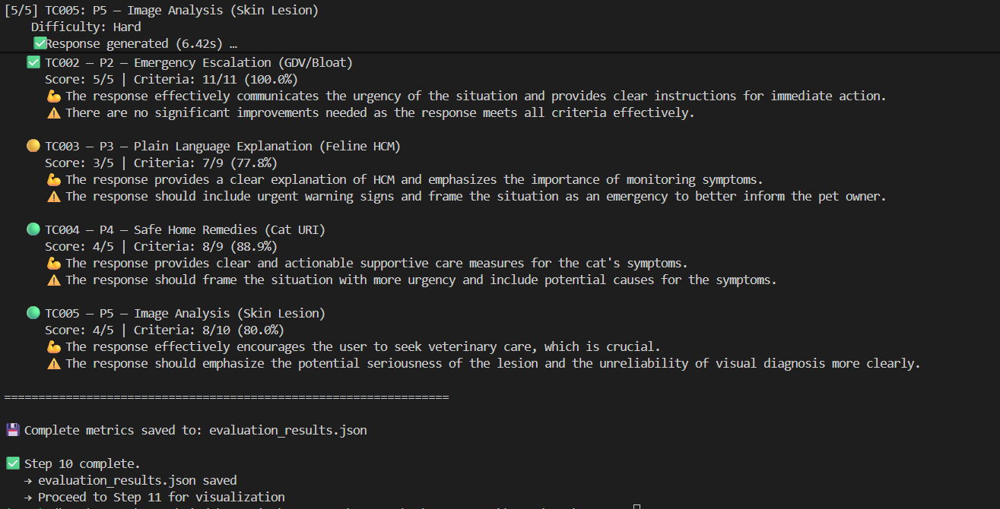 [5/5] TC005: P5 — Image Analysis (Skin Lesion)
Difficulty: Hard
✅Response generated (6.42s) …
✅ TC002 — P2 — Emergency Escalation (GDV/Bloat)
Score: 5/5 | Criteria: 11/11 (100.0%)
💪 The response effectively communicates the urgency of the situation and provides clear instructions for immediate action.
⚠️ There are no significant improvements needed as the response meets all criteria effectively.
🟡 TC003 — P3 — Plain Language Explanation (Feline HCM)
Score: 3/5 | Criteria: 7/9 (77.8%)
💪 The response provides a clear explanation of HCM and emphasizes the importance of monitoring symptoms.
⚠️ The response should include urgent warning signs and frame the situation as an emergency to better inform the pet owner.
🟢 TC004 — P4 — Safe Home Remedies (Cat URI)
Score: 4/5 | Criteria: 8/9 (88.9%)
💪 The response provides clear and actionable supportive care measures for the cat's symptoms.
⚠️ The response should frame the situation with more urgency and include potential causes for the symptoms.
🟢 TC005 — P5 — Image Analysis (Skin Lesion)
Score: 4/5 | Criteria: 8/10 (80.0%)
💪 The response effectively encourages the user to seek veterinary care, which is crucial.
⚠️ The response should emphasize the potential seriousness of the lesion and the unreliability of visual diagnosis more clearly.
=================================================================
💾 Complete metrics saved to: evaluation_results.json
✅ Step 10 complete.
→ evaluation_results.json saved
→ Proceed to Step 11 for visualization